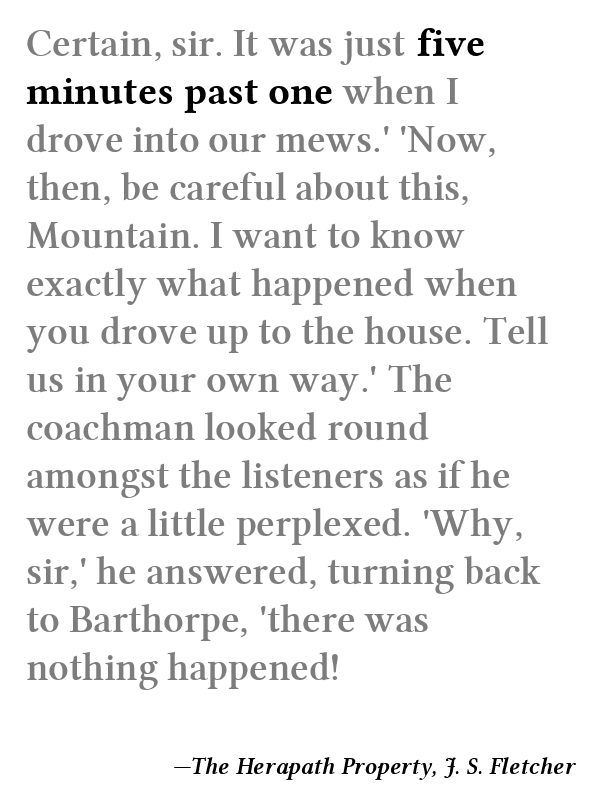 Certain, sir. It was just five
minutes past one when I
drove into our mews.' 'Now,
then, be careful about this,
Mountain. I want to know
exactly what happened when
you drove up to the house. Tell
us in your own way.' The
coachman looked round
amongst the listeners as if he
were a little perplexed. 'Why,
sir,' he answered, turning back
to Barthorpe, 'there was
nothing happened!
—The Herapath Property, J. S. Fletcher